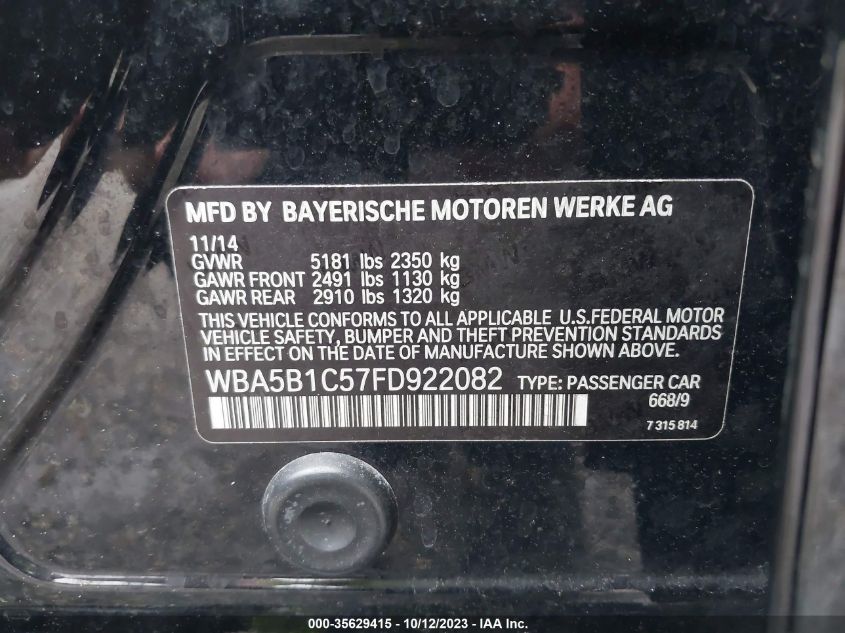 MFD BY BAYERISCHE MOTOREN WERKE AG
11/14
GVWR 5181 lbs 2350 kg
GAWR FRONT 2491 lbs 1130 kg
GAWR REAR 2910 lbs 1320 kg
THIS VEHICLE CONFORMS TO ALL APPLICABLE U.S.FEDERAL MOTOR
VEHICLE SAFETY, BUMPER AND THEFT PREVENTION STANDARDS
IN EFFECT ON THE DATE OF MANUFACTURE SHOWN ABOVE.
WBA5B1C57FD922082 TYPE: PASSENGER CAR
668/9
7 315 814
000-35629415 - 10/12/2023 - © IAA Inc.